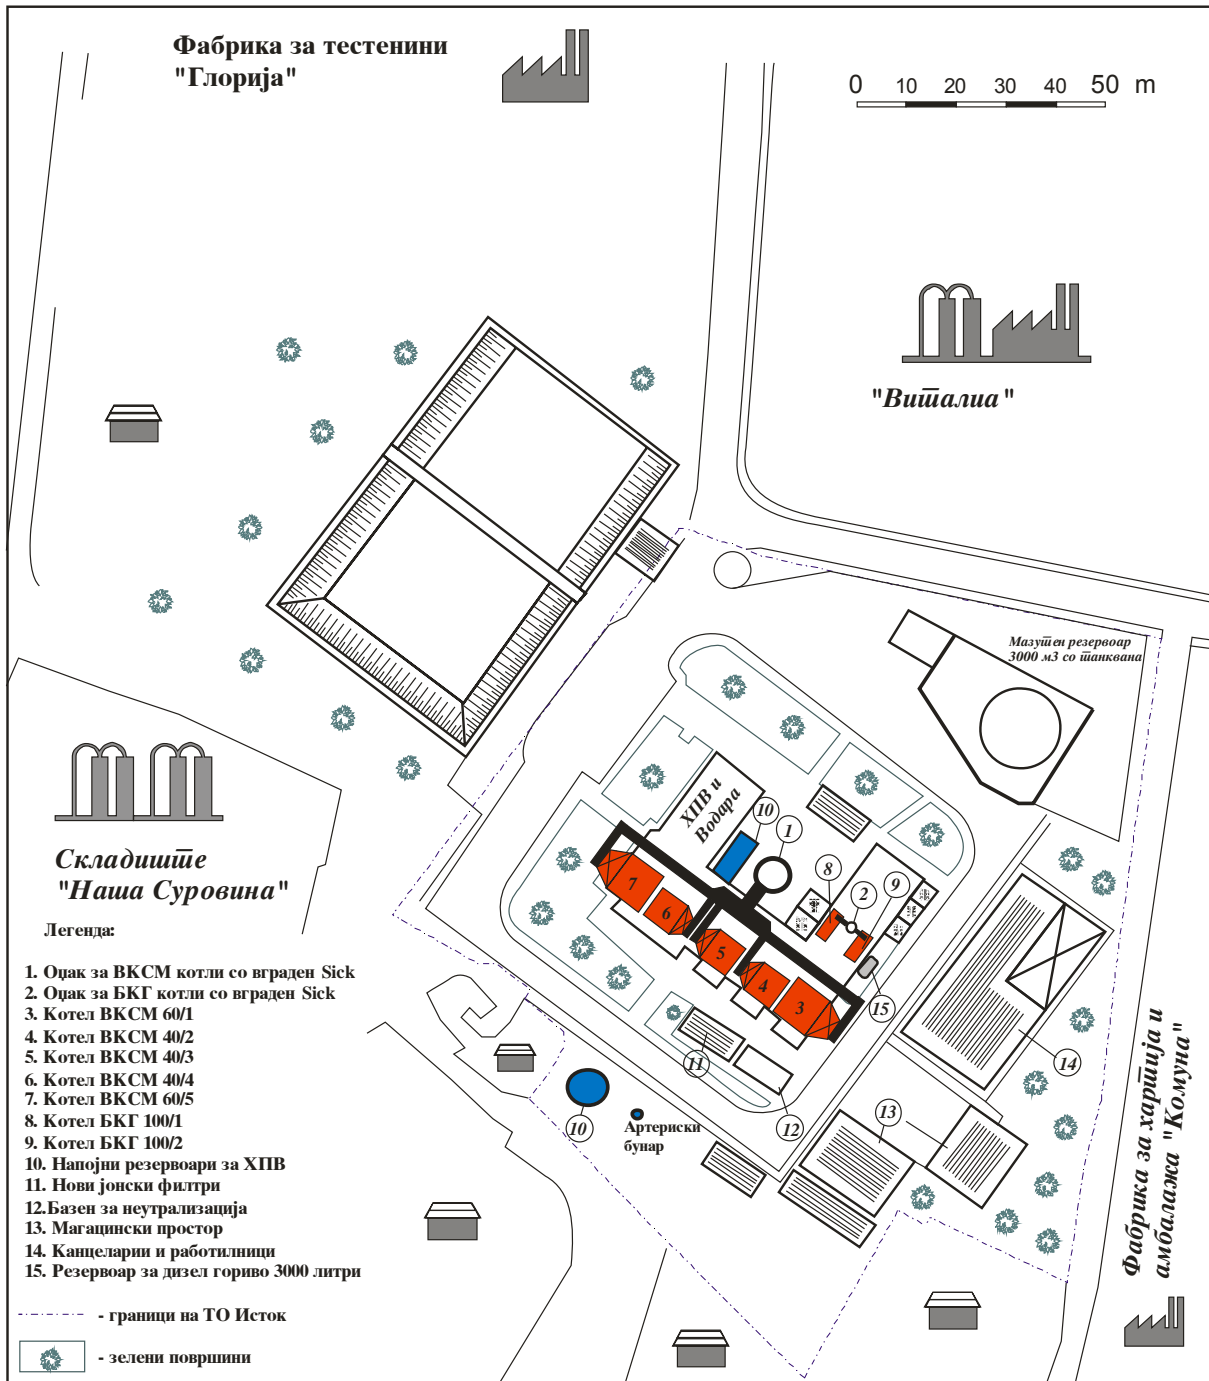 Фабрика за тестенини
"Глорија"
0 10 20 30 40 50 m
"Виталиа"
Мазутен резервоар
3000 м3 со танквана
ХПВ и
Водара
10
1
8
2
9
7
6
5
4
3
15
14
11
12
13
10
Артериски
бунар
Складиште
"Наша Суровина"
Легенда:
1. Оџак за ВКСМ котли со вграден Sick
2. Оџак за БКГ котли со вграден Sick
3. Котел ВКСМ 60/1
4. Котел ВКСМ 40/2
5. Котел ВКСМ 40/3
6. Котел ВКСМ 40/4
7. Котел ВКСМ 60/5
8. Котел БКГ 100/1
9. Котел БКГ 100/2
10. Напојни резервоари за ХПВ
11. Нови јонски филтри
12.Базен за неутрализација
13. Магацински простор
14. Канцеларии и работилници
15. Резервоар за дизел гориво 3000 литри
- граници на ТО Исток
- зелени површини
Фабрика за хартија и
амбалажа "Комуна"